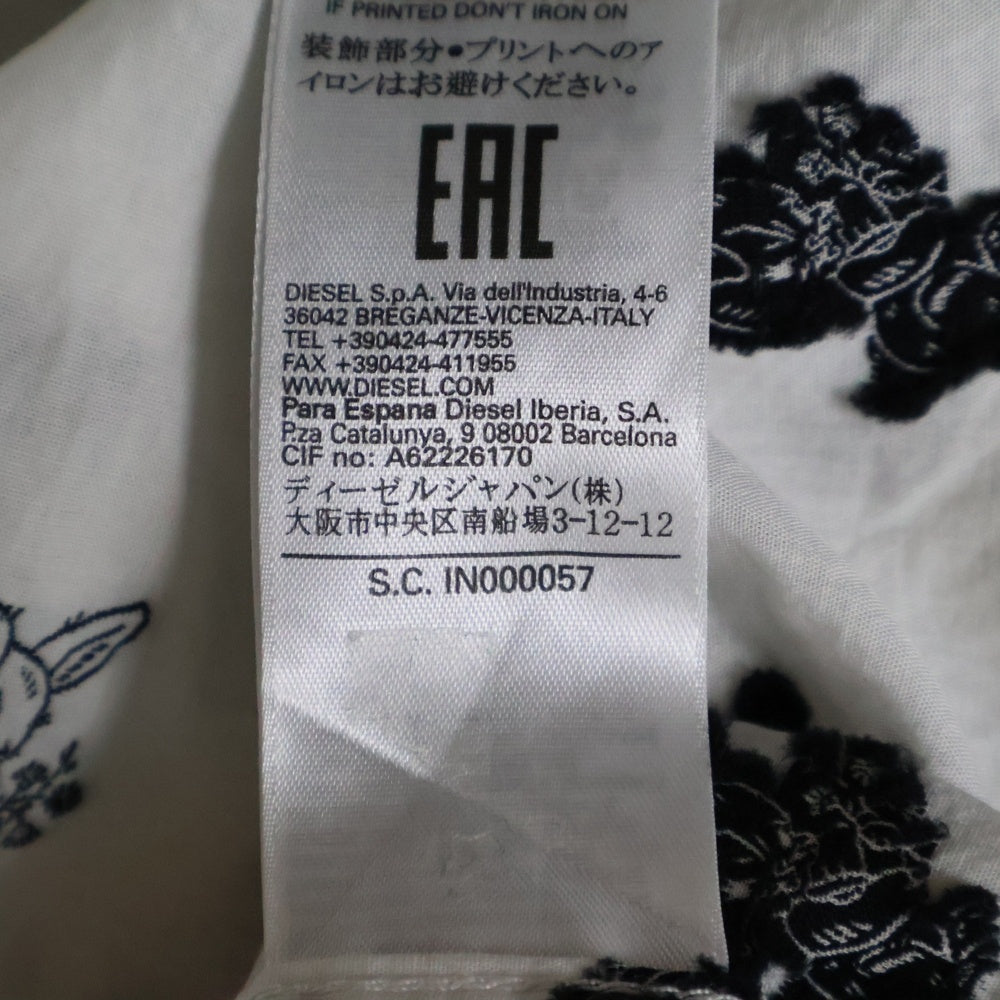 IF PRINTED DON'T IRON ON
装飾部分●プリントへのア
イロンはお避けください。
EAC
DIESEL S.p.A. Via dell'Industria, 4-6
36042 BREGANZE-VICENZA-ITALY
TEL +390424-477555
FAX +390424-411955
WWW.DIESEL.COM
Para Espana Diesel Iberia, S.A.
P.za Catalunya, 9 08002 Barcelona
CIF no: A62226170
ディーゼルジャパン(株)
大阪市中央区南船場3-12-12
S.C. IN000057